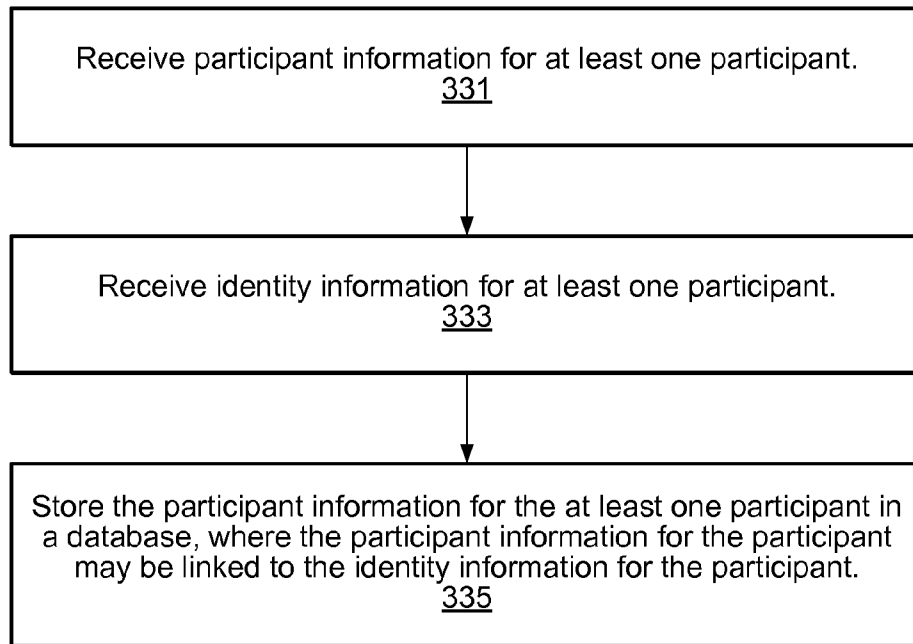 Receive participant information for at least one participant.
331
Receive identity information for at least one participant.
333
Store the participant information for the at least one participant in
a database, where the participant information for the participant
may be linked to the identity information for the participant.
335